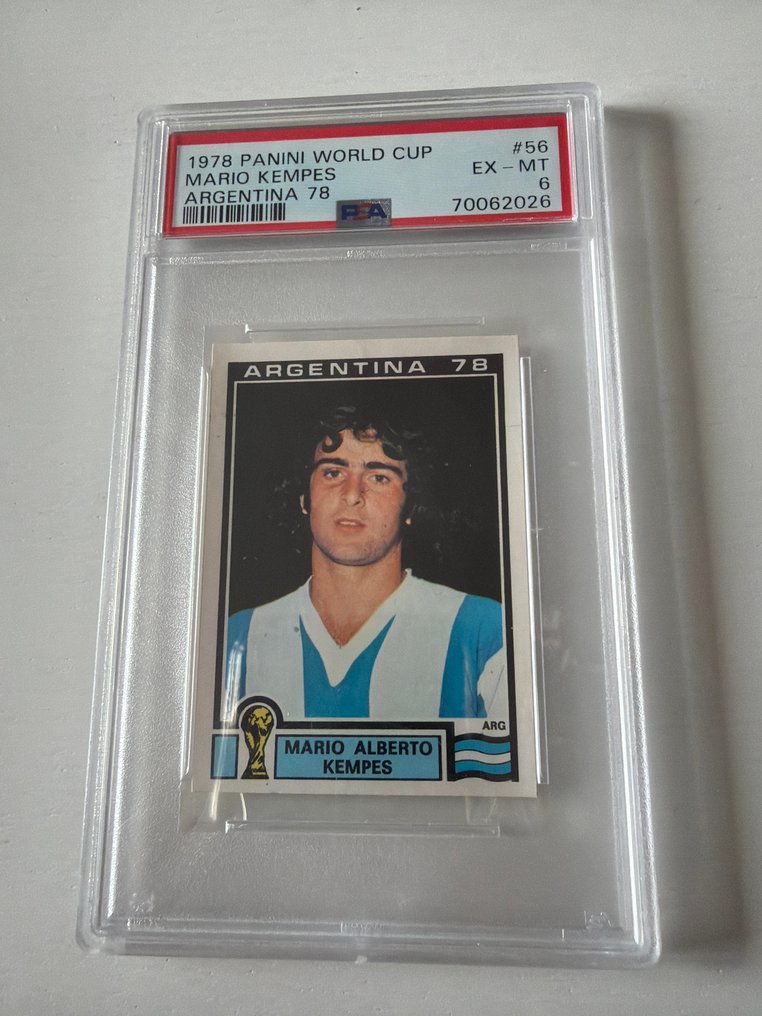 1978 PANINI WORLD CUP #56
MARIO KEMPES EX - MT
ARGENTINA 78 6
PSA 70062026
ARGENTINA 78
ARG
MARIO ALBERTO
KEMPES